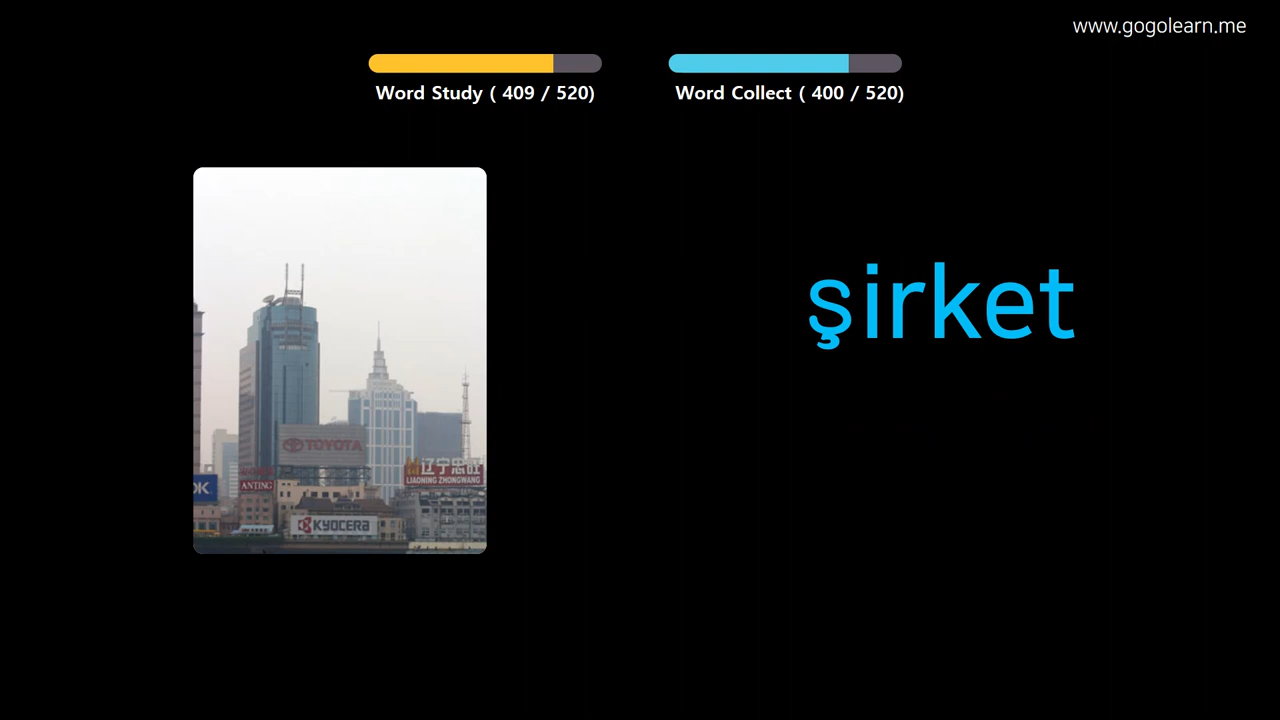 www.gogolearn.me
Word Study ( 409 / 520)
Word Collect ( 400 / 520)
şirket
TOYOTA
辽宁忠旺
LIAONING ZHONGWANG
OK.
ANTING
KYOCERA